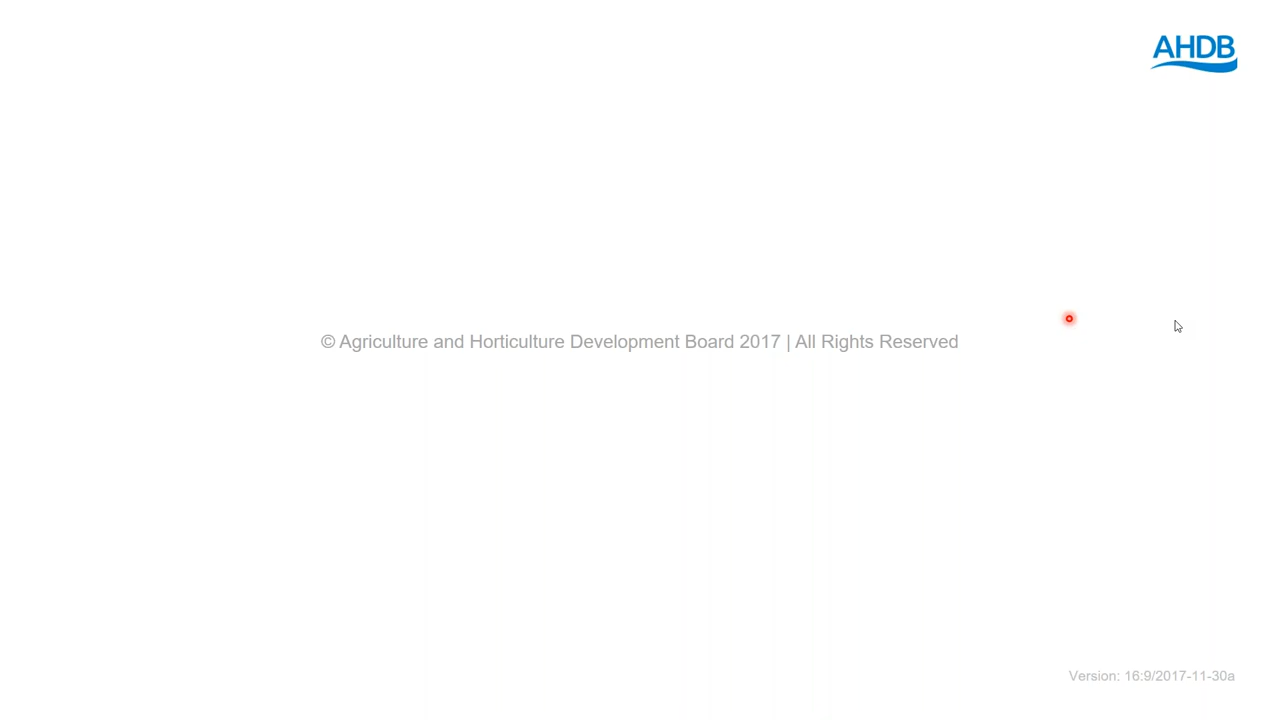 AHDB
© Agriculture and Horticulture Development Board 2017 | All Rights Reserved
Version: 16:9/2017-11-30a